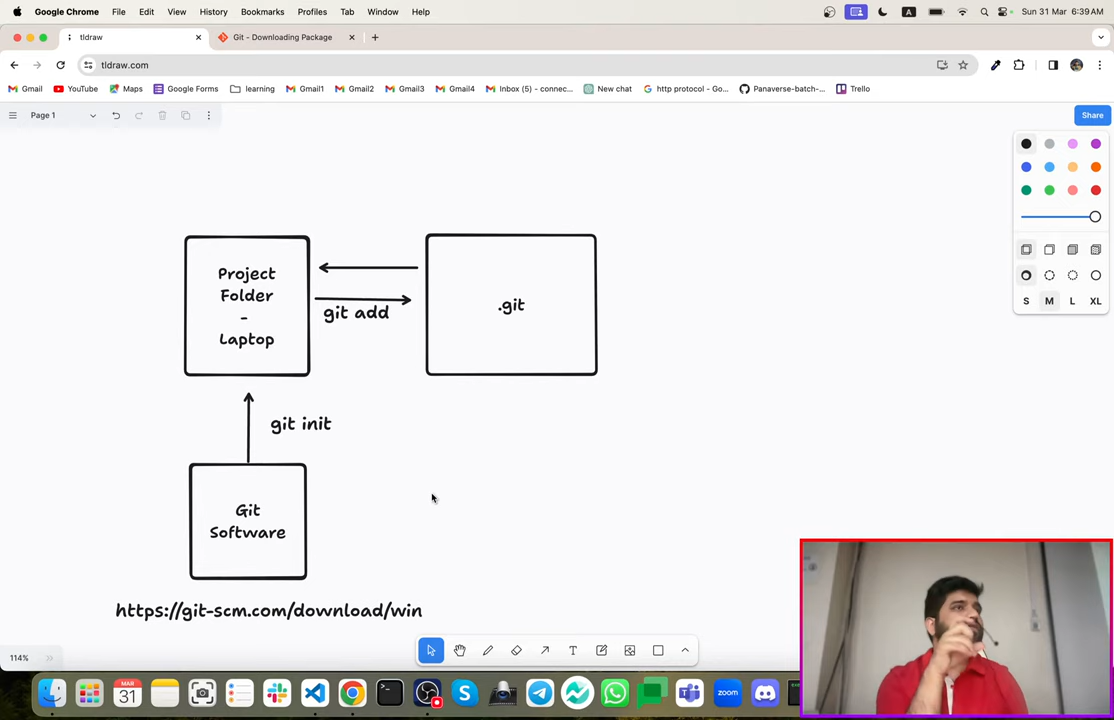 Google Chrome File Edit View History Bookmarks Profiles Tab Window Help
A
Sun 31 Mar 6:39 AM
tldraw
Git - Downloading Package
tldraw.com
Gmail YouTube Maps Google Forms learning Gmail1 Gmail2 Gmail3 Gmail4 Inbox (5) - connec... New chat http protocol - Go... Panaverse-batch-... Trello
Page 1
Share
Project
Folder
-
Laptop
git add
.git
S M L XL
git init
Git
Software
https://git-scm.com/download/win
114%
T
MAR
31
zoom